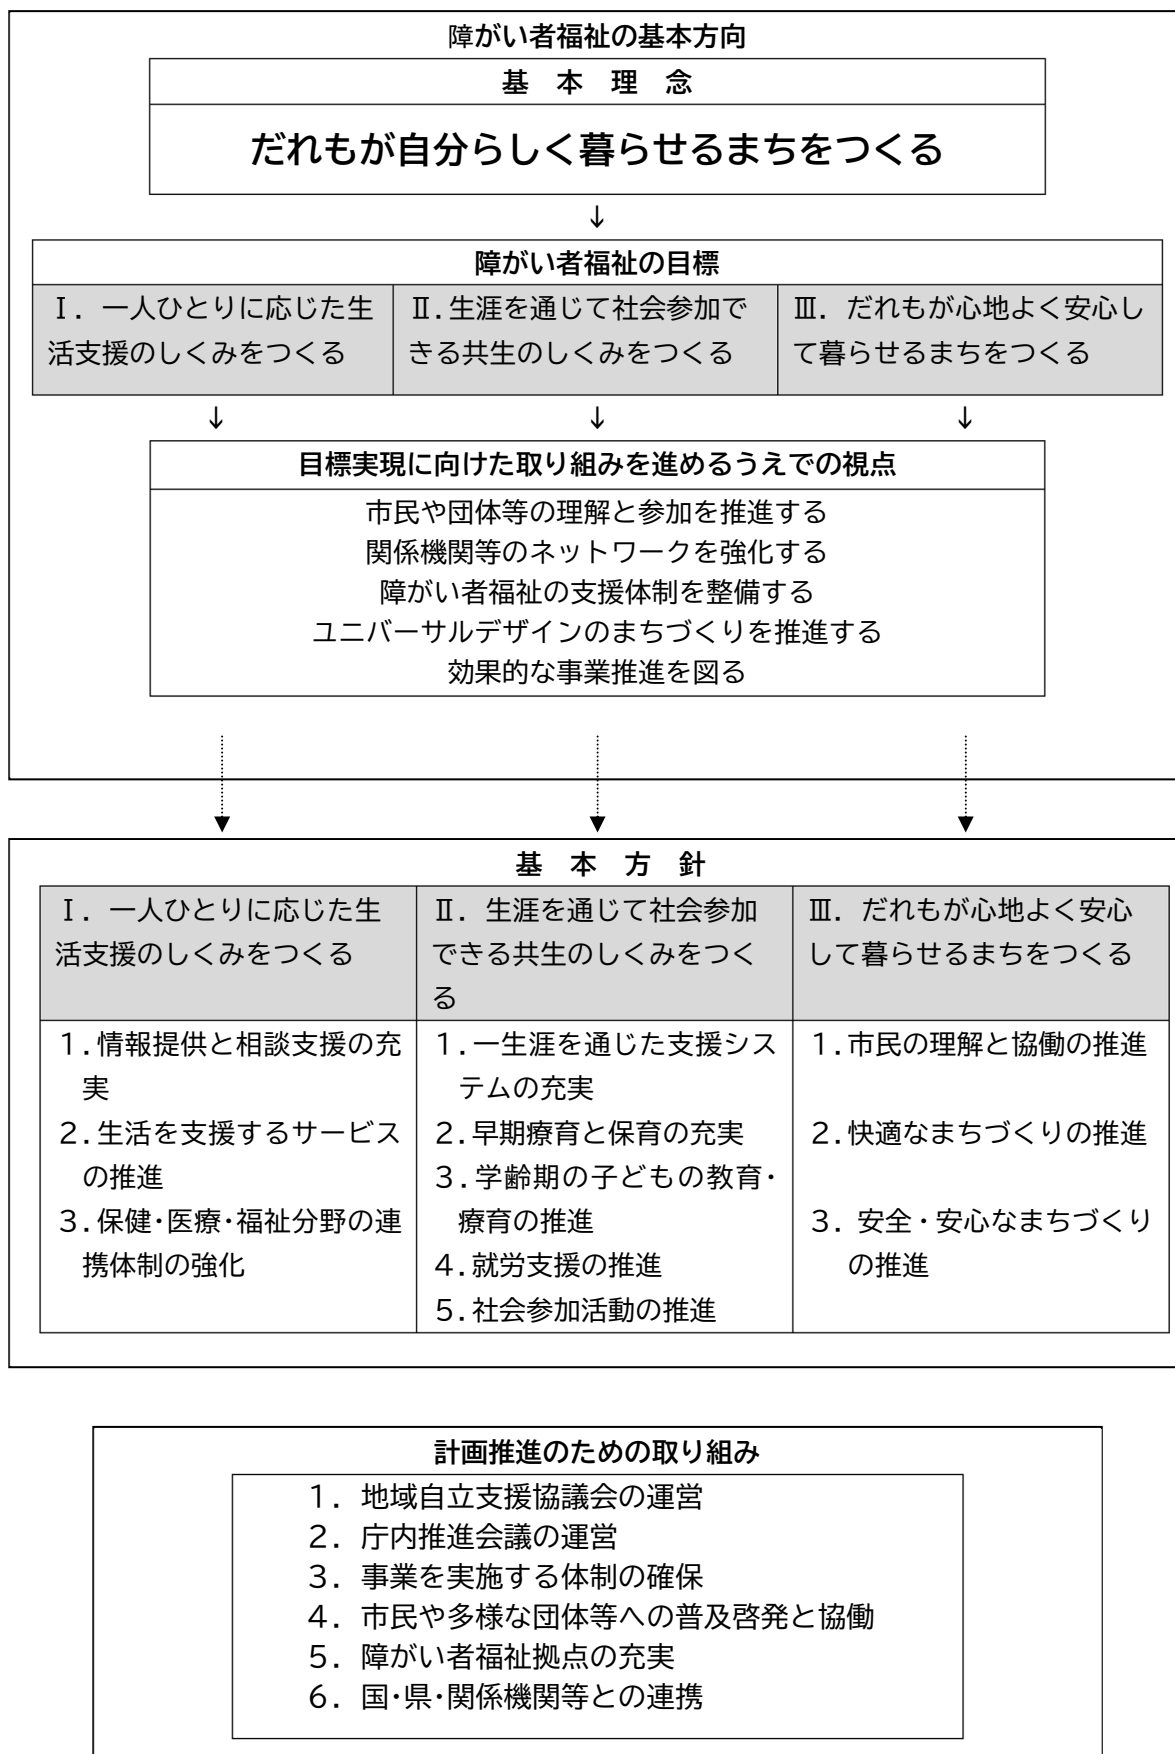 障がい者福祉の基本方向
基 本 理 念
だれもが自分らしく暮らせるまちをつくる
↓
障がい者福祉の目標
Ⅰ．一人ひとりに応じた生
活支援のしくみをつくる
Ⅱ．生涯を通じて社会参加で
きる共生のしくみをつくる
Ⅲ．だれもが心地よく安心し
て暮らせるまちをつくる
↓ ↓ ↓
目標実現に向けた取り組みを進めるうえでの視点
市民や団体等の理解と参加を推進する
関係機関等のネットワークを強化する
障がい者福祉の支援体制を整備する
ユニバーサルデザインのまちづくりを推進する
効果的な事業推進を図る
基 本 方 針
Ⅰ．一人ひとりに応じた生
活支援のしくみをつくる
Ⅱ．生涯を通じて社会参加
できる共生のしくみをつく
る
Ⅲ．だれもが心地よく安心
して暮らせるまちをつくる
１．情報提供と相談支援の充
実
２．生活を支援するサービス
の推進
３．保健・医療・福祉分野の連
携体制の強化
１．一生涯を通じた支援シス
テムの充実
２．早期療育と保育の充実
３．学齢期の子どもの教育・
療育の推進
４．就労支援の推進
５．社会参加活動の推進
１．市民の理解と協働の推進
２．快適なまちづくりの推進
３．安全・安心なまちづくり
の推進
計画推進のための取り組み
１．地域自立支援協議会の運営
２．庁内推進会議の運営
３．事業を実施する体制の確保
４．市民や多様な団体等への普及啓発と協働
５．障がい者福祉拠点の充実
６．国・県・関係機関等との連携